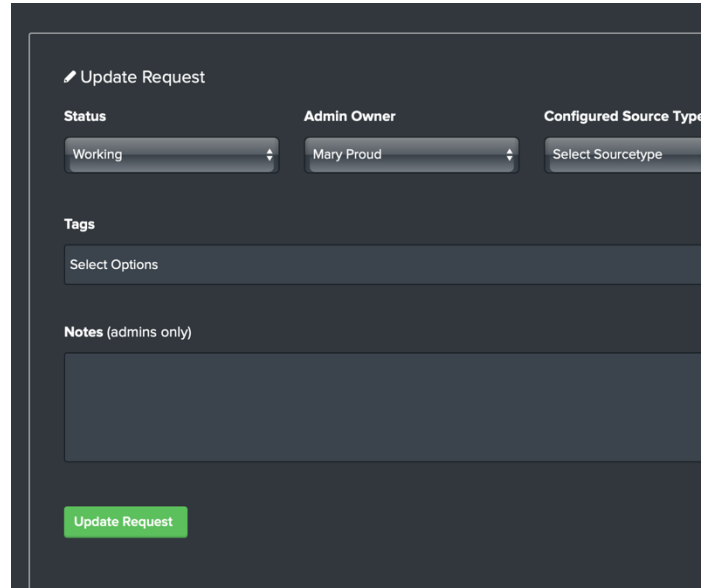 Update Request
Status
Admin Owner
Configured Source Type
Working
Mary Proud
Select Sourcetype
Tags
Select Options
Notes (admins only)
Update Request